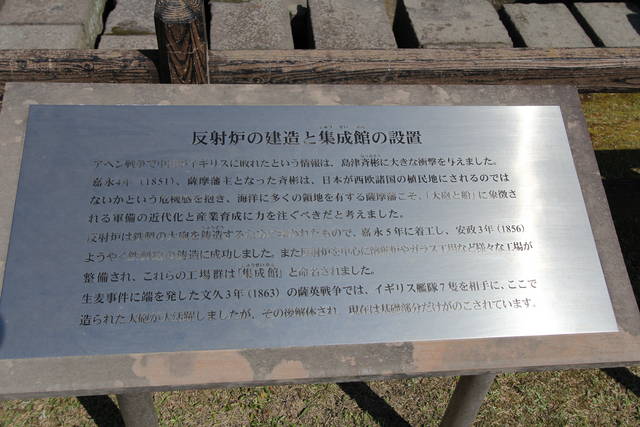 反射炉の建造と集成館の設置
アヘン戦争で中国がイギリスに敗れたという情報は、島津斉彬に大きな衝撃を与えました。
嘉永4年（1851）、薩摩藩主となった斉彬は、日本が西欧諸国の植民地にされるのでは
ないかという危機感を抱き、海洋に多くの領地を有する薩摩藩こそ、「大砲と船」に象徴さ
れる軍備の近代化と産業育成に力を注ぐべきだと考えました。
反射炉は鉄製の大砲を鋳造するために築かれたもので、嘉永5年に着工し、安政3年（1856）
ようやく鉄製砲の鋳造に成功しました。また反射炉を中心に溶鉱炉やガラス工場など様々な工場が
整備され、これらの工場群は「集成館」と命名されました。
生麦事件に端を発した文久3年（1863）の薩英戦争では、イギリス艦隊7隻を相手に、ここで
造られた大砲が大活躍しましたが、その後解体され、現在は基礎部分だけがのこされています。